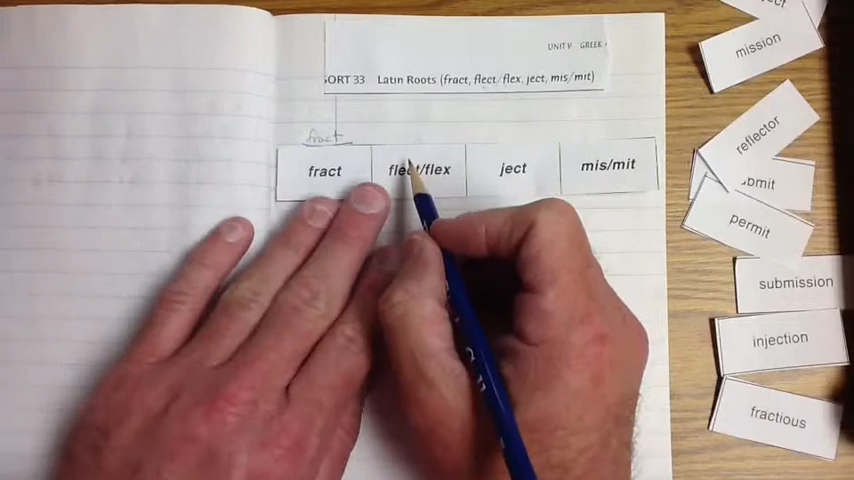 ject
mission
UNIT V GREEK
SORT 33 Latin Roots (fract, flect/flex, ject, mis/mit)
fract
fract flect/flex ject mis/mit
reflector
permit
submission
injection
fractious